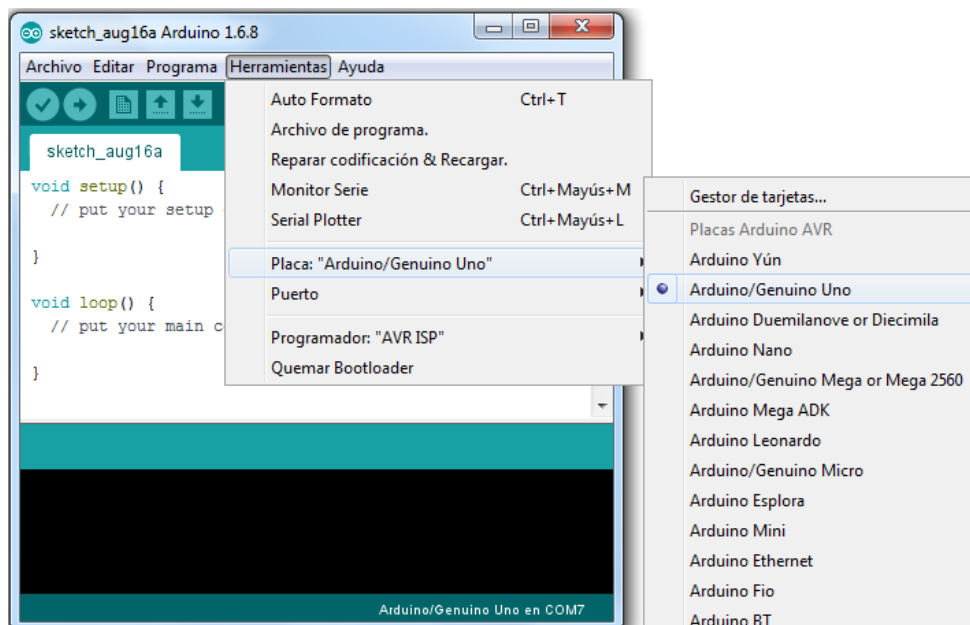 sketch_aug16a Arduino 1.6.8
Archivo Editar Programa Herramientas Ayuda
sketch_aug16a
void setup() {
// put your setup
}
void loop() {
// put your main c
}
Auto Formato Ctrl+T
Archivo de programa.
Reparar codificación & Recargar.
Monitor Serie Ctrl+Mayús+M
Serial Plotter Ctrl+Mayús+L
Placa: "Arduino/Genuino Uno"
Puerto
Programador: "AVR ISP"
Quemar Bootloader
Gestor de tarjetas...
Placas Arduino AVR
Arduino Yún
Arduino/Genuino Uno
Arduino Duemilanove or Diecimila
Arduino Nano
Arduino/Genuino Mega or Mega 2560
Arduino Mega ADK
Arduino Leonardo
Arduino/Genuino Micro
Arduino Esplora
Arduino Mini
Arduino Ethernet
Arduino Fio
Arduino BT
Arduino/Genuino Uno en COM7